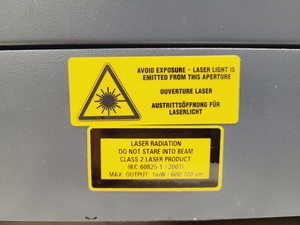 AVOID EXPOSURE - LASER LIGHT IS
EMITTED FROM THIS APERTURE
OUVERTURE LASER
AUSTRITTSÖFFNUNG FÜR
LASERLICHT
LASER RADIATION
DO NOT STARE INTO BEAM
CLASS 2 LASER PRODUCT
(IEC 60825-1 : 2007)
MAX. OUTPUT: 1mW : 600-700 nm